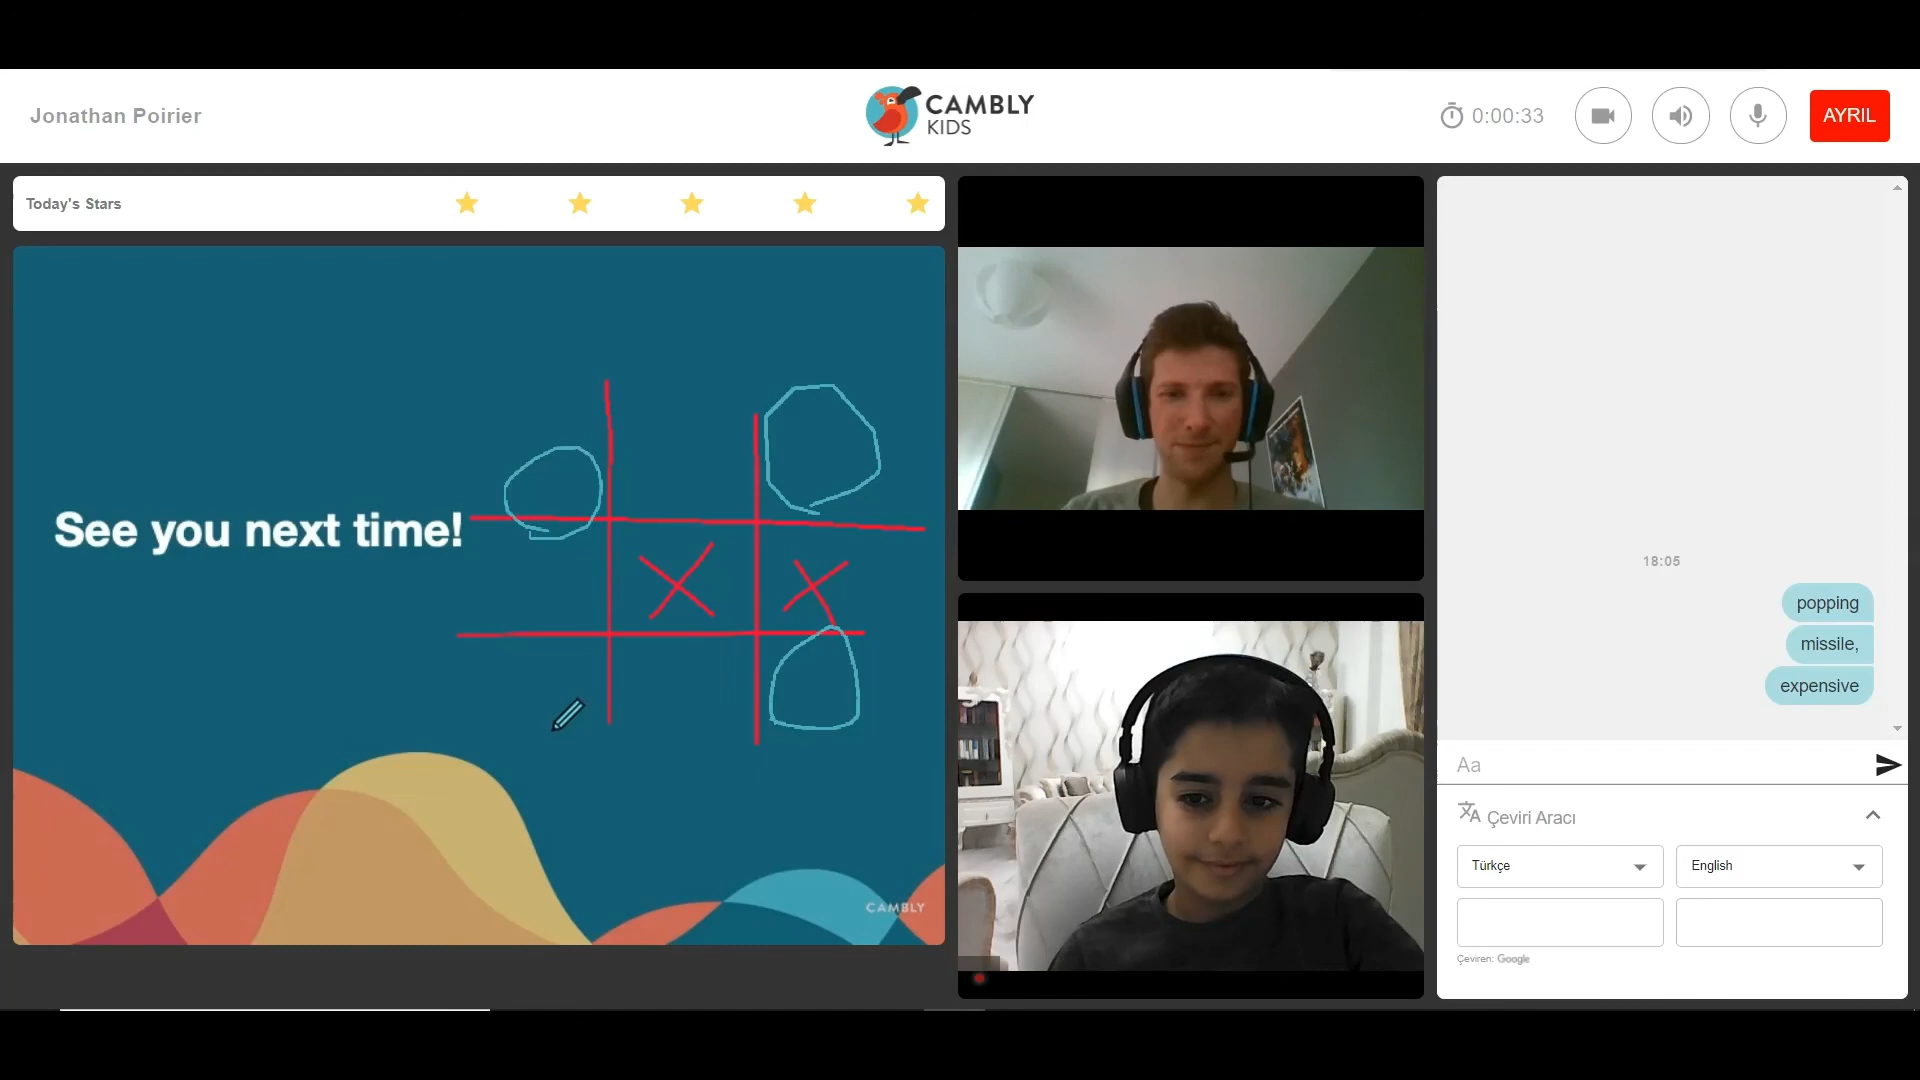 Jonathan Poirier
CAMBLY
KIDS
0:00:33
AYRIL
Today's Stars
See you next time!
CAMBLY
18:05
popping
missile,
expensive
Aa
Çeviri Aracı
Türkçe
English
Çeviren: Google